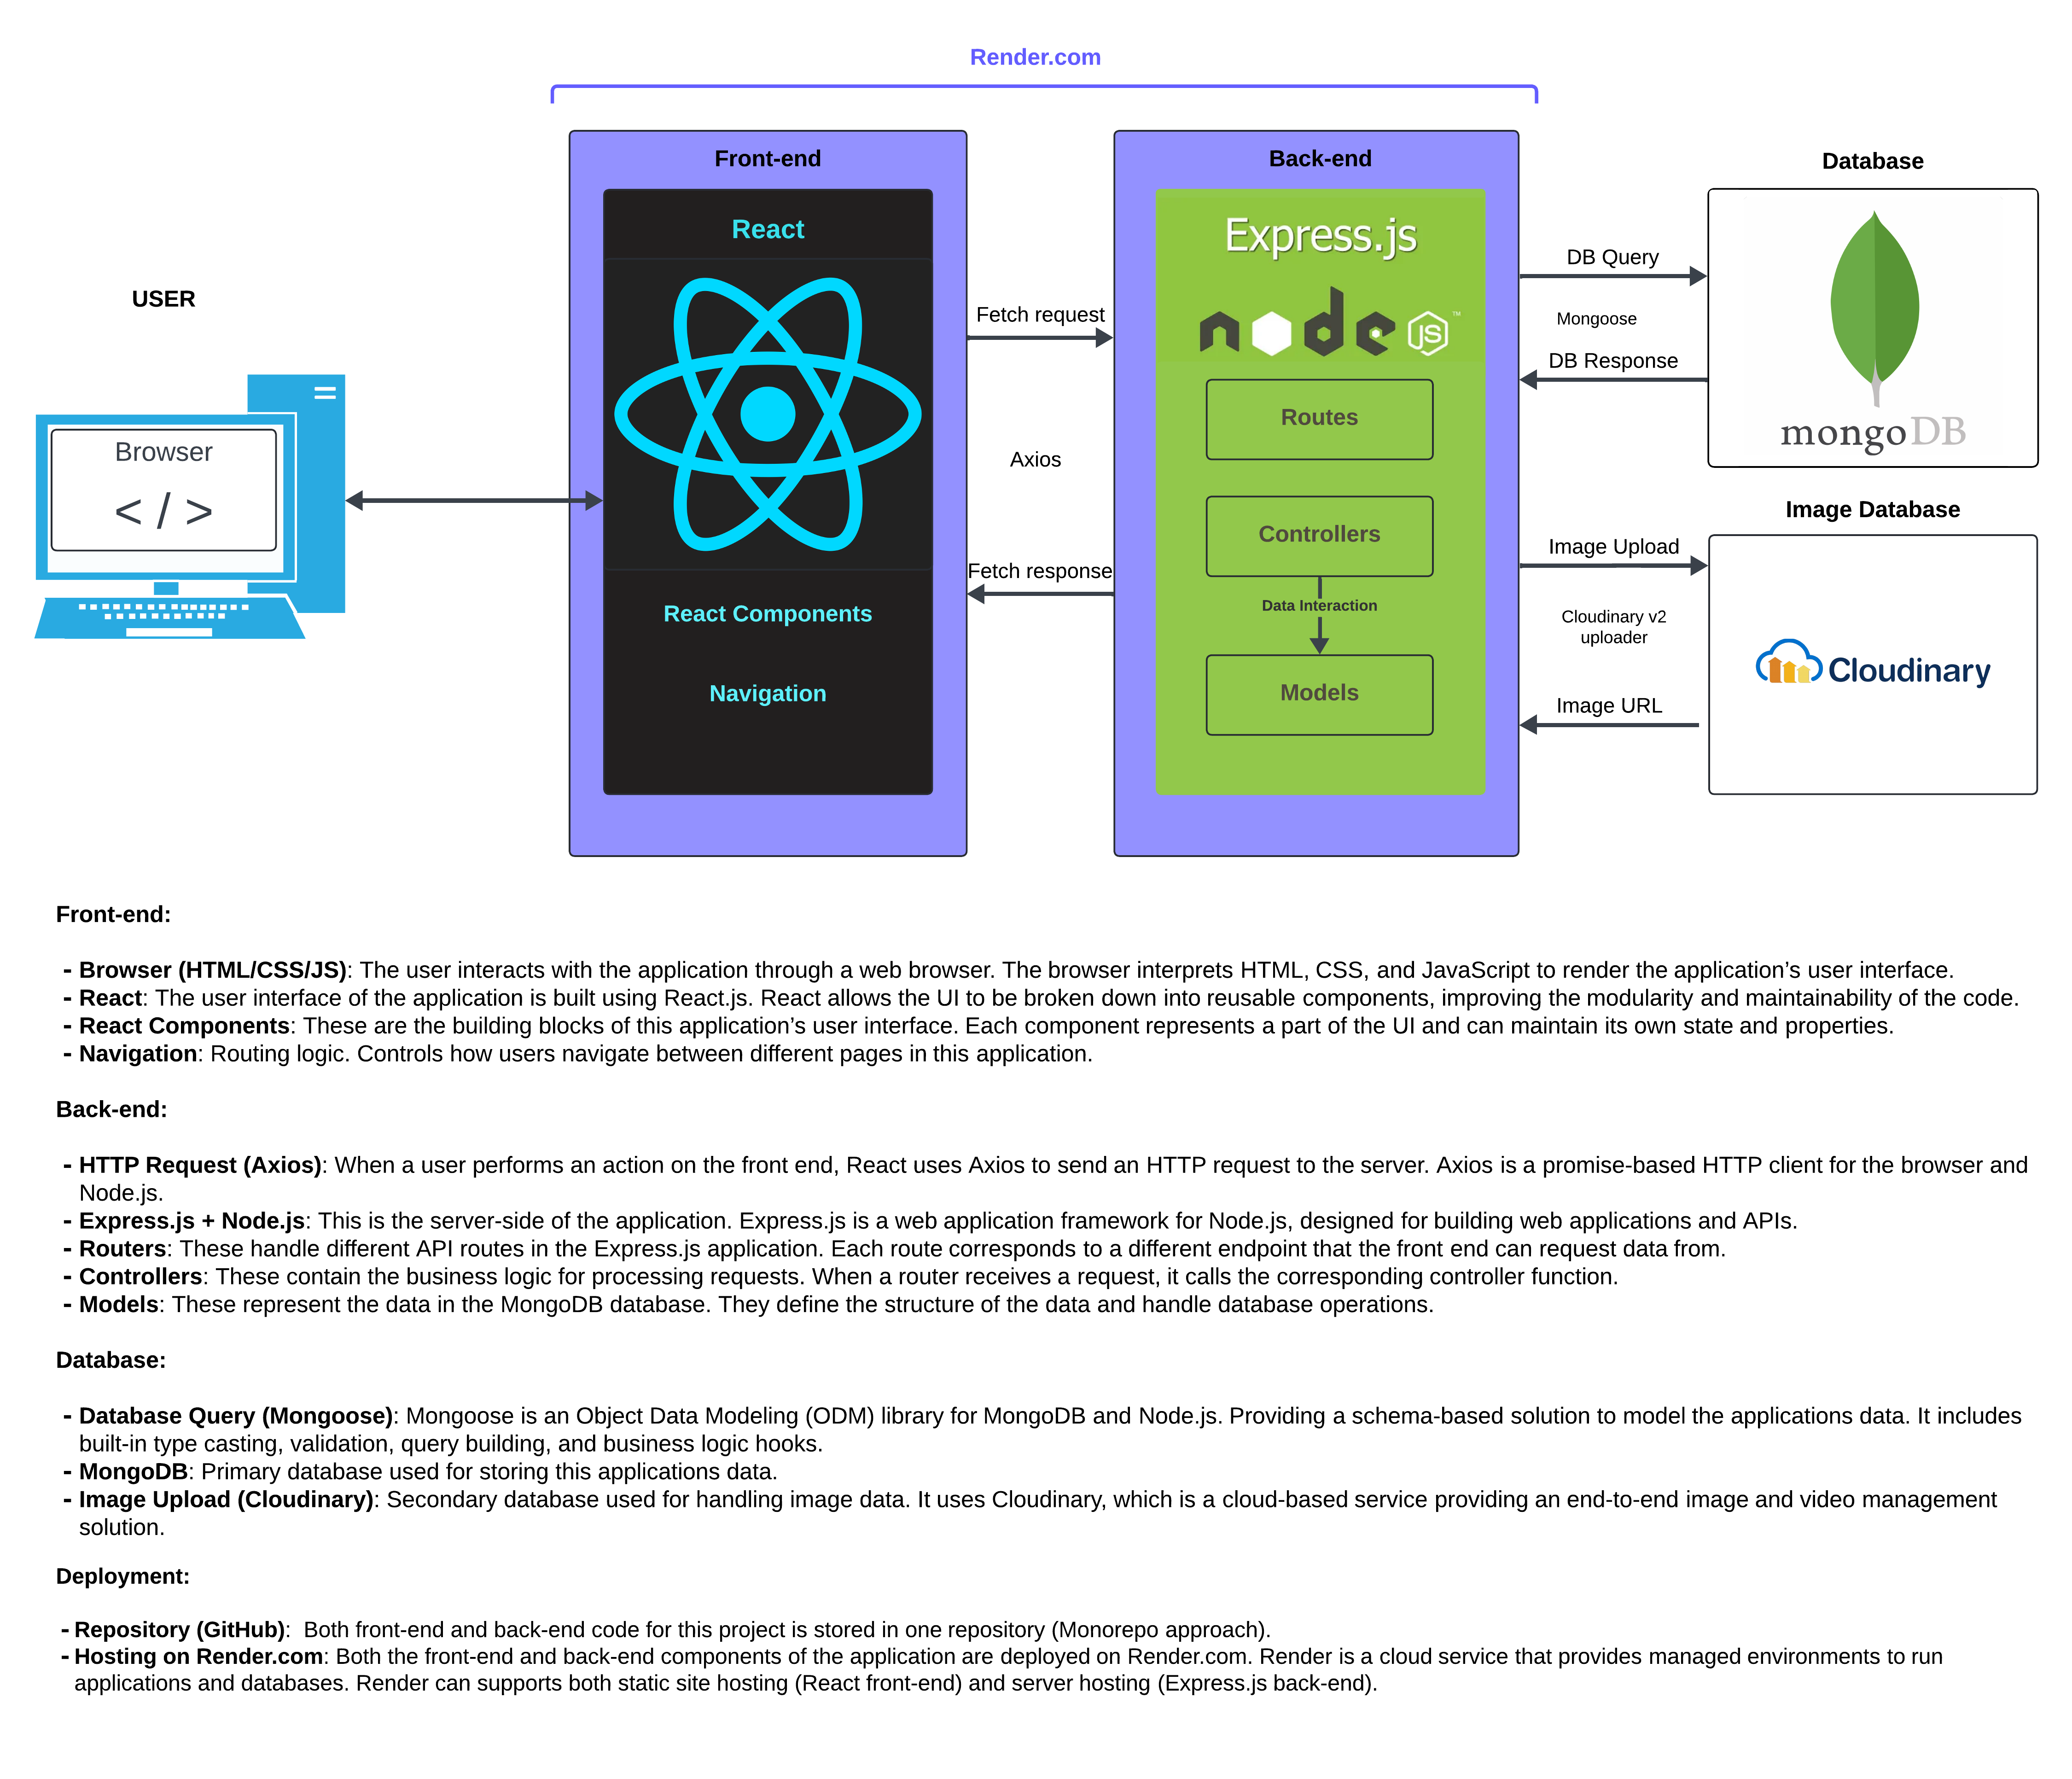 Render.com
Front-end
Back-end
Database
React
Express.js
node JS ™
USER
DB Query
Fetch request
Mongoose
DB Response
Routes
mongoDB
Browser
< / >
Axios
Image Database
Controllers
Image Upload
Fetch response
Data Interaction
React Components
Cloudinary v2
uploader
Cloudinary
Navigation
Models
Image URL
Front-end:
- Browser (HTML/CSS/JS): The user interacts with the application through a web browser. The browser interprets HTML, CSS, and JavaScript to render the application’s user interface.
- React: The user interface of the application is built using React.js. React allows the UI to be broken down into reusable components, improving the modularity and maintainability of the code.
- React Components: These are the building blocks of this application’s user interface. Each component represents a part of the UI and can maintain its own state and properties.
- Navigation: Routing logic. Controls how users navigate between different pages in this application.
Back-end:
- HTTP Request (Axios): When a user performs an action on the front end, React uses Axios to send an HTTP request to the server. Axios is a promise-based HTTP client for the browser and
Node.js.
- Express.js + Node.js: This is the server-side of the application. Express.js is a web application framework for Node.js, designed for building web applications and APIs.
- Routers: These handle different API routes in the Express.js application. Each route corresponds to a different endpoint that the front end can request data from.
- Controllers: These contain the business logic for processing requests. When a router receives a request, it calls the corresponding controller function.
- Models: These represent the data in the MongoDB database. They define the structure of the data and handle database operations.
Database:
- Database Query (Mongoose): Mongoose is an Object Data Modeling (ODM) library for MongoDB and Node.js. Providing a schema-based solution to model the applications data. It includes
built-in type casting, validation, query building, and business logic hooks.
- MongoDB: Primary database used for storing this applications data.
- Image Upload (Cloudinary): Secondary database used for handling image data. It uses Cloudinary, which is a cloud-based service providing an end-to-end image and video management
solution.
Deployment:
- Repository (GitHub): Both front-end and back-end code for this project is stored in one repository (Monorepo approach).
- Hosting on Render.com: Both the front-end and back-end components of the application are deployed on Render.com. Render is a cloud service that provides managed environments to run
applications and databases. Render can supports both static site hosting (React front-end) and server hosting (Express.js back-end).